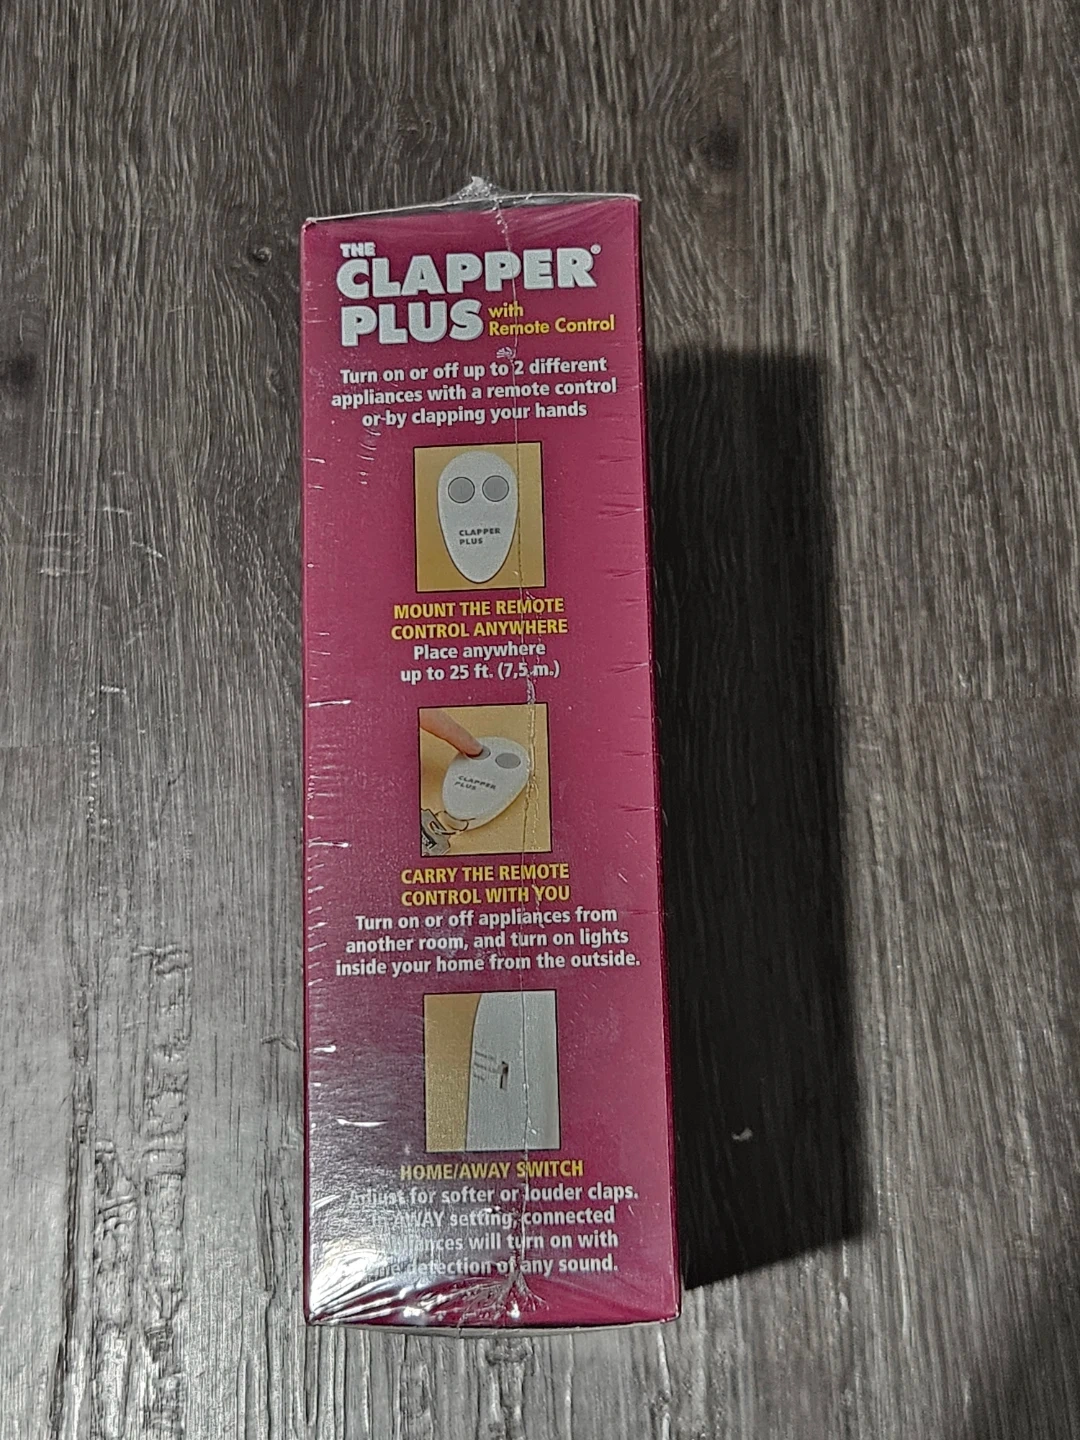 THE
CLAPPER®
PLUS with
Remote Control
Turn on or off up to 2 different
appliances with a remote control
or by clapping your hands
CLAPPER
PLUS
MOUNT THE REMOTE
CONTROL ANYWHERE
Place anywhere
up to 25 ft. (7,5 m.)
CLAPPER
PLUS
CARRY THE REMOTE
CONTROL WITH YOU
Turn on or off appliances from
another room, and turn on lights
inside your home from the outside.
HOME/AWAY SWITCH
Adjust for softer or louder claps.
In AWAY setting, connected
appliances will turn on with
the detection of any sound.